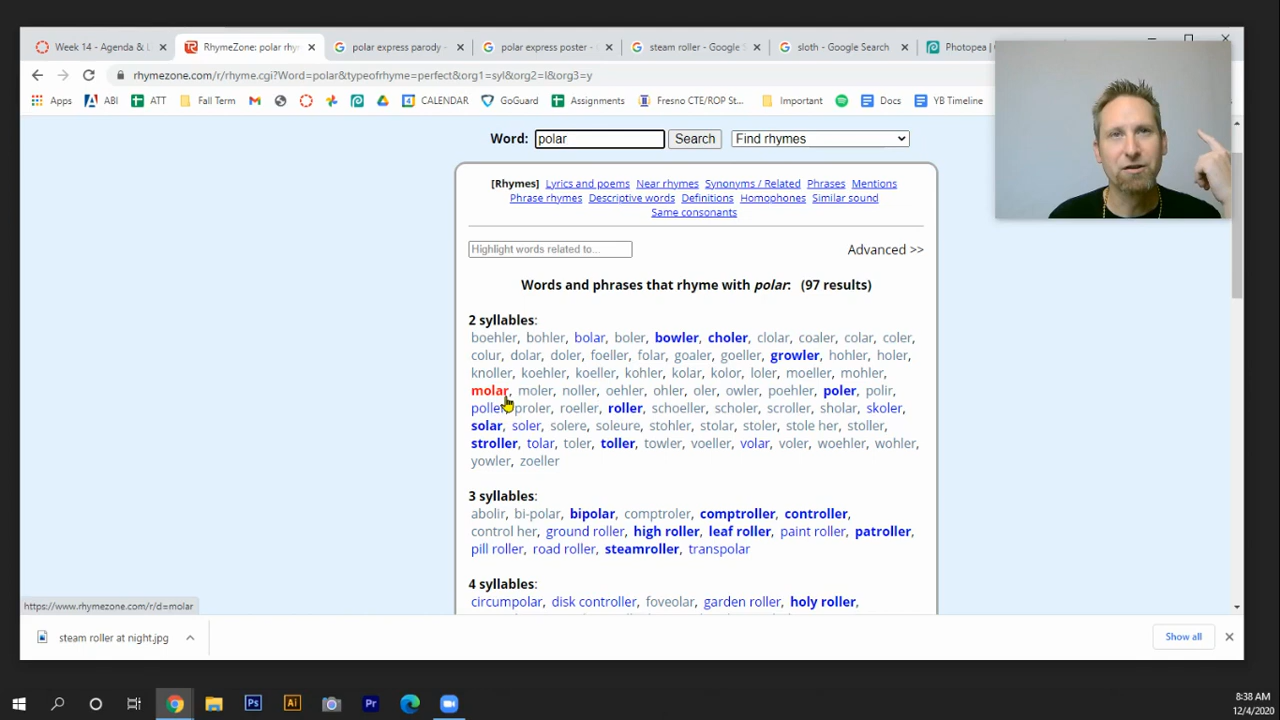 Week 14 - Agenda & L
RhymeZone: polar rhy
polar express parody -
polar express poster -
steam roller - Google S
sloth - Google Search
Photopea |
rhymezone.com/r/rhyme.cgi?Word=polar&typeofrhyme=perfect&org1=syl&org2=l&org3=y
Apps ABI ATT Fall Term CALENDAR GoGuard Assignments Fresno CTE/ROP St... Important Docs YB Timeline
Word: polar Search Find rhymes
[Rhymes] Lyrics and poems Near rhymes Synonyms / Related Phrases Mentions
Phrase rhymes Descriptive words Definitions Homophones Similar sound
Same consonants
Highlight words related to... Advanced >>
Words and phrases that rhyme with polar: (97 results)
2 syllables:
boehler, bohler, bolar, boler, bowler, choler, clolar, coaler, colar, coler,
colur, dolar, doler, foeller, folar, goaler, goeller, growler, hohler, holer,
knoller, koehler, koeller, kohler, kolar, kolor, loler, moeller, mohler,
molar, moler, noller, oehler, ohler, oler, owler, poehler, poler, polir,
poller, proler, roeller, roller, schoeller, scholer, scroller, sholar, skoler,
solar, soler, solere, soleure, stohler, stolar, stoler, stole her, stoller,
stroller, tolar, toler, toller, towler, voeller, volar, voler, woehler, wohler,
yowler, zoeller
3 syllables:
abolir, bi-polar, bipolar, comptroler, comptroller, controller,
control her, ground roller, high roller, leaf roller, paint roller, patroller,
pill roller, road roller, steamroller, transpolar
4 syllables:
circumpolar, disk controller, foveolar, garden roller, holy roller,
https://www.rhymezone.com/r/d=molar
steam roller at night.jpg
Show all
Ps Ai Pr
8:38 AM
12/4/2020